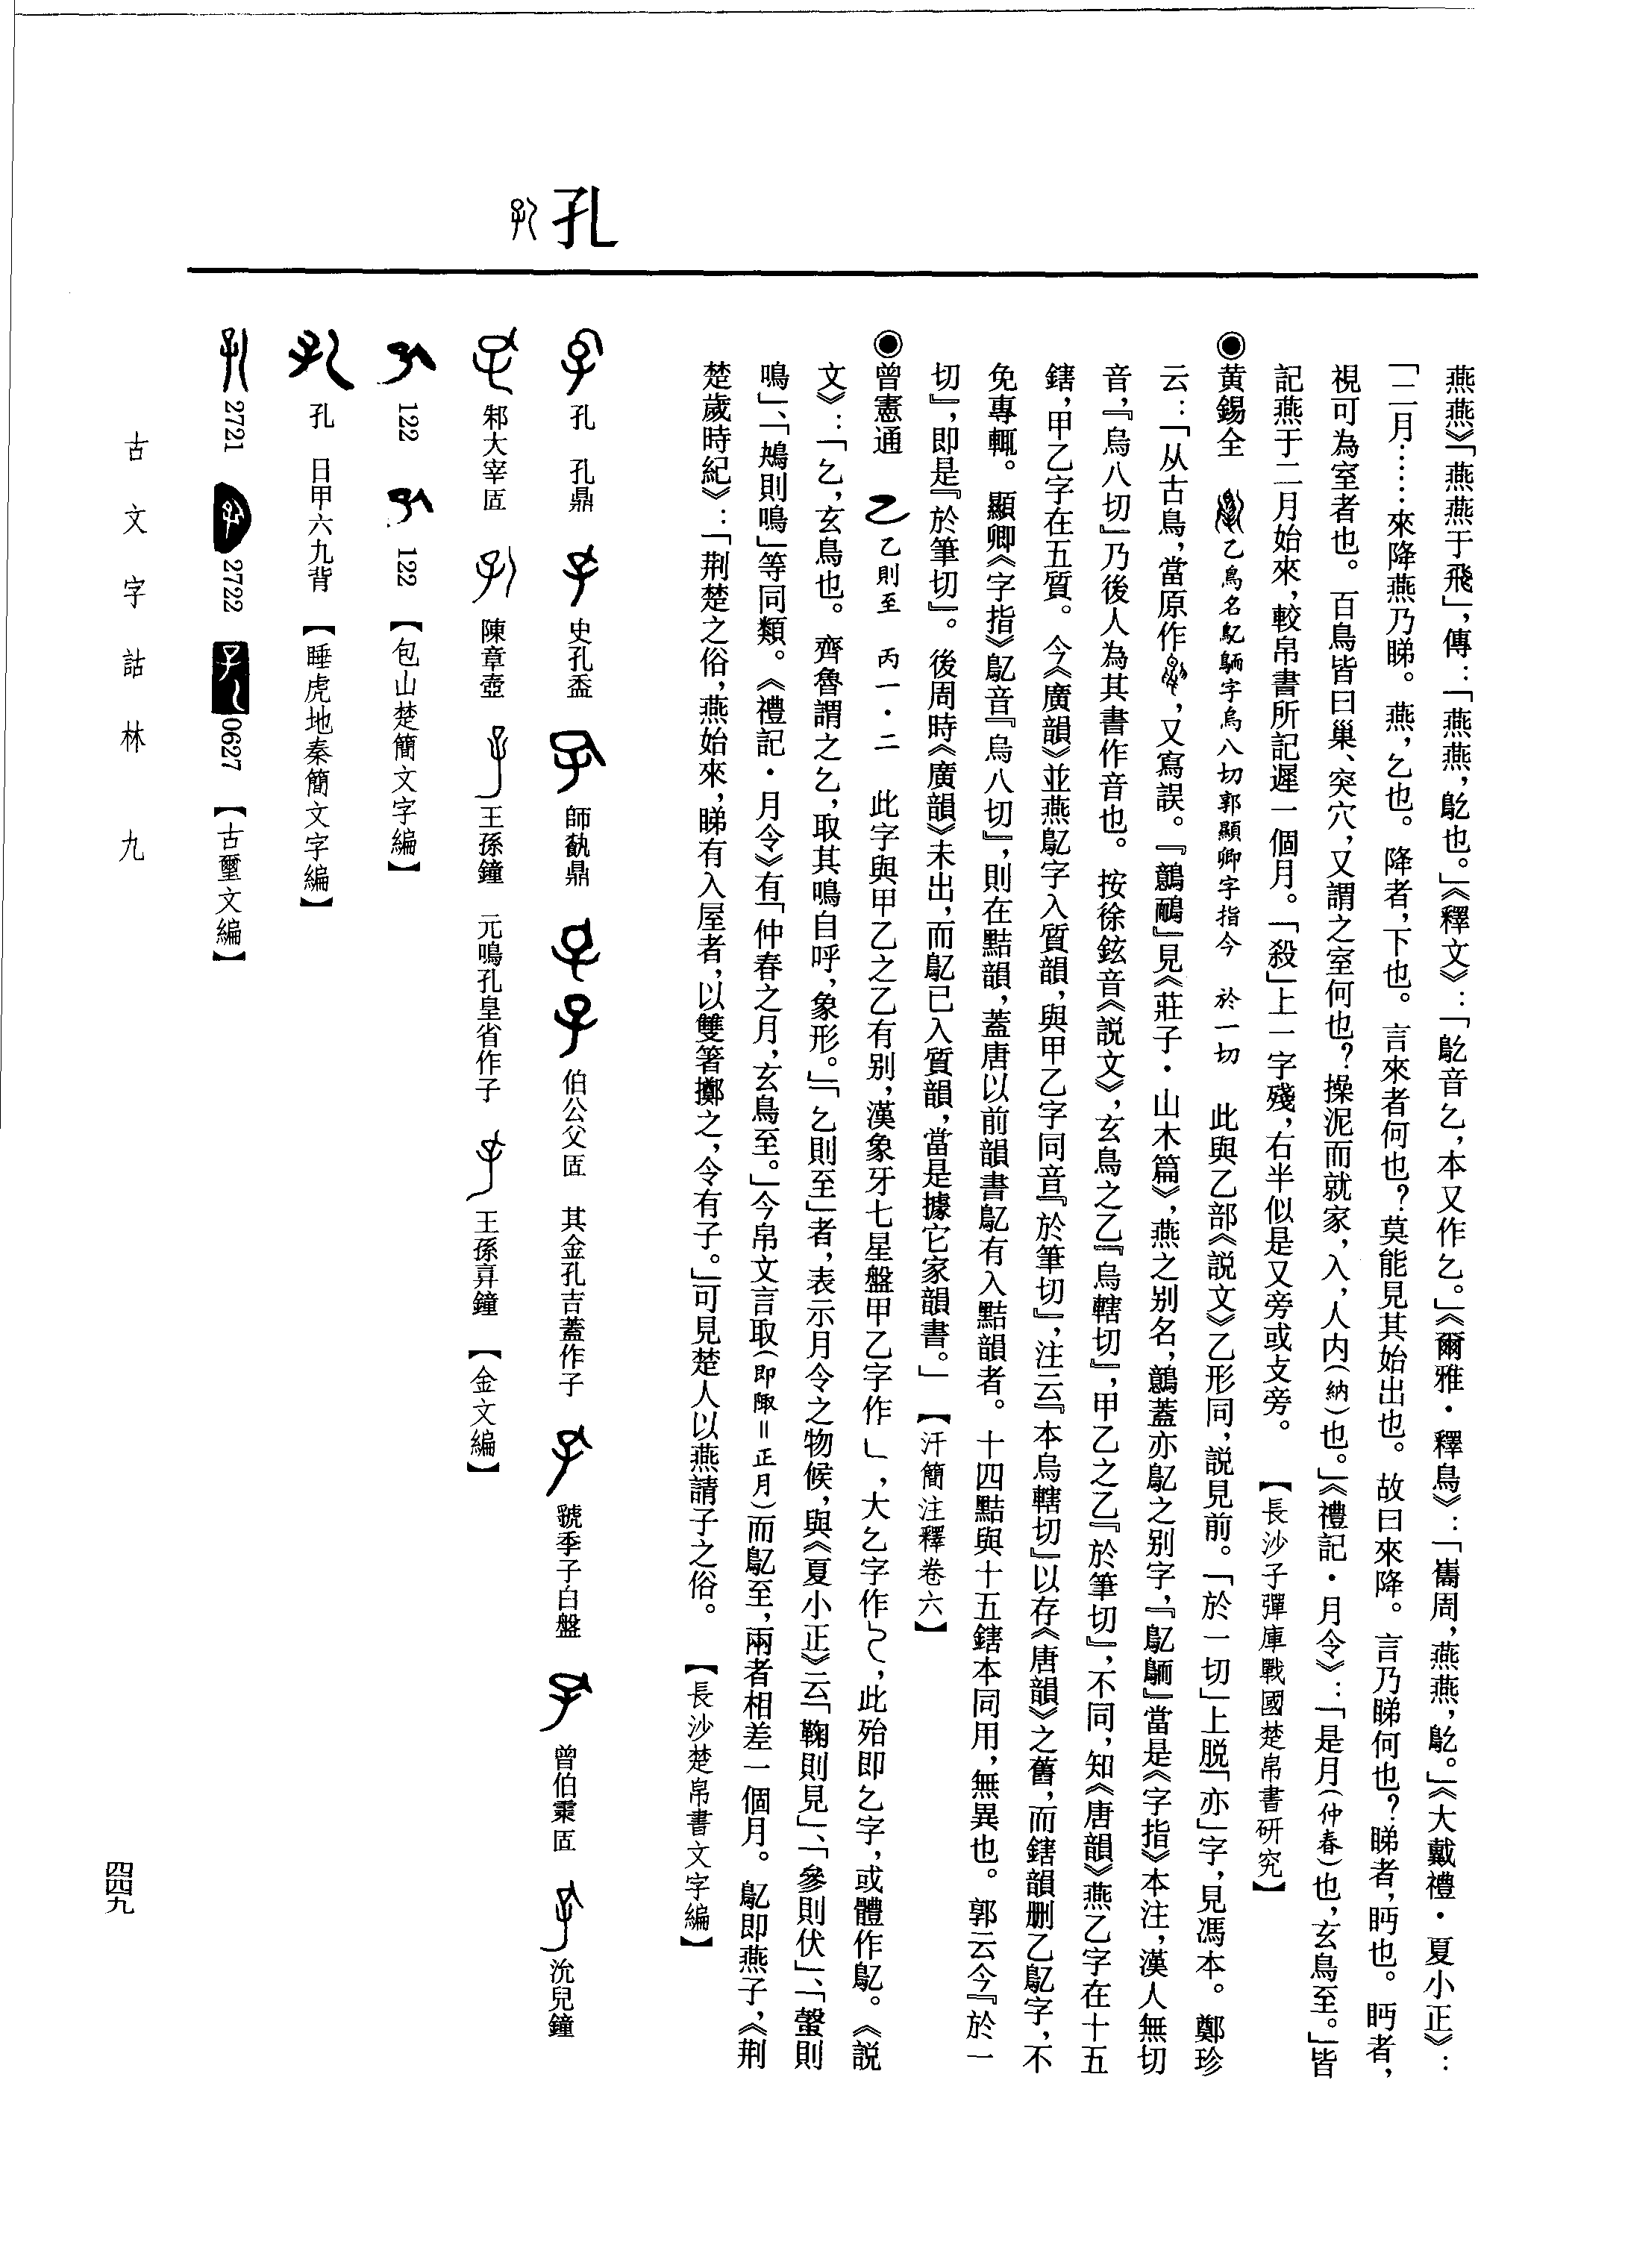 孔
燕燕》「燕燕于飛」,傳:「燕燕,鳦也。」《釋文》:「鳦音乞,本又作乞。」《爾雅·釋鳥》:「巂周,燕燕,鳦。」《大戴禮·夏小正》:
「二月……來降燕乃睇。燕,乞也。降者,下也。言來者何也?莫能見其始出也。故曰來降。言乃睇何也?睇者,眄也。眄者,
視可為室者也。百鳥皆曰巢、突穴,又謂之室何也?操泥而就家,入,人内(納)也。」《禮記·月令》:「是月(仲春)也,玄鳥至。」皆
記燕于二月始來,較帛書所記遲一個月。「殺」上一字殘,右半似是又旁或攴旁。 【長沙子彈庫戰國楚帛書研究】
◉黄錫全 乙鳥名鳦 字烏八切郭顯卿字指今 於一切 此與乙部《説文》乙形同,説見前。「於一切」上脱「亦」字,見馮本。鄭珍
云:「从古鳥,當原作 ,又寫誤。『鷾鴯』見《莊子·山木篇》,燕之别名,鷾蓋亦鳦之别字,『鳦 』當是《字指》本注,漢人無切
音,『烏八切』乃後人為其書作音也。按徐鉉音《説文》,玄鳥之乙『烏轄切』,甲乙之乙『於筆切』,不同,知《唐韻》燕乙字在十五
鎋,甲乙字在五質。今《廣韻》並燕鳦字入質韻,與甲乙字同音『於筆切』,注云『本烏轄切』以存《唐韻》之舊,而鎋韻删乙鳦字,不
免專輒。顯卿《字指》鳦音『烏八切』,則在黠韻,蓋唐以前韻書鳦有入黠韻者。十四黠與十五鎋本同用,無異也。郭云今『於一
切』,即是『於筆切』。後周時《廣韻》未出,而鳦已入質韻,當是據它家韻書。」 【汗簡注釋卷六】
◉曾憲通 乙則至 丙一·二 此字與甲乙之乙有别,漢象牙七星盤甲乙字作 ,大乞字作 ,此殆即乞字,或體作鳦。《説
文》:「乞,玄鳥也。齊魯謂之乞,取其鳴自呼,象形。」「乞則至」者,表示月令之物候,與《夏小正》云「鞠則見」、「參則伏」、「蜚則
鳴」、「鴂則鳴」等同類。《禮記·月令》有「仲春之月,玄鳥至。」今帛文言取(即陬=正月)而鳦至,兩者相差一個月。鳦即燕子,《荆
楚歲時紀》:「荆楚之俗,燕始來,睇有入屋者,以雙箸擲之,令有子。」可見楚人以燕請子之俗。 【長沙楚帛書文字編】
孔 孔鼎 史孔盉 師 鼎 伯公父𠤳 其金孔吉蓋作子 虢季子白盤 曾伯霥𠤳 沇兒鐘
邾大宰𠤳 陳章壺 王孫鐘 元鳴孔皇省作子 王孫𢍰鐘 【金文編】
122 122 【包山楚簡文字編】
孔 日甲六九背 【睡虎地秦簡文字編】
2721 2722 0627 【古璽文編】
古文字詁林 九
四四九